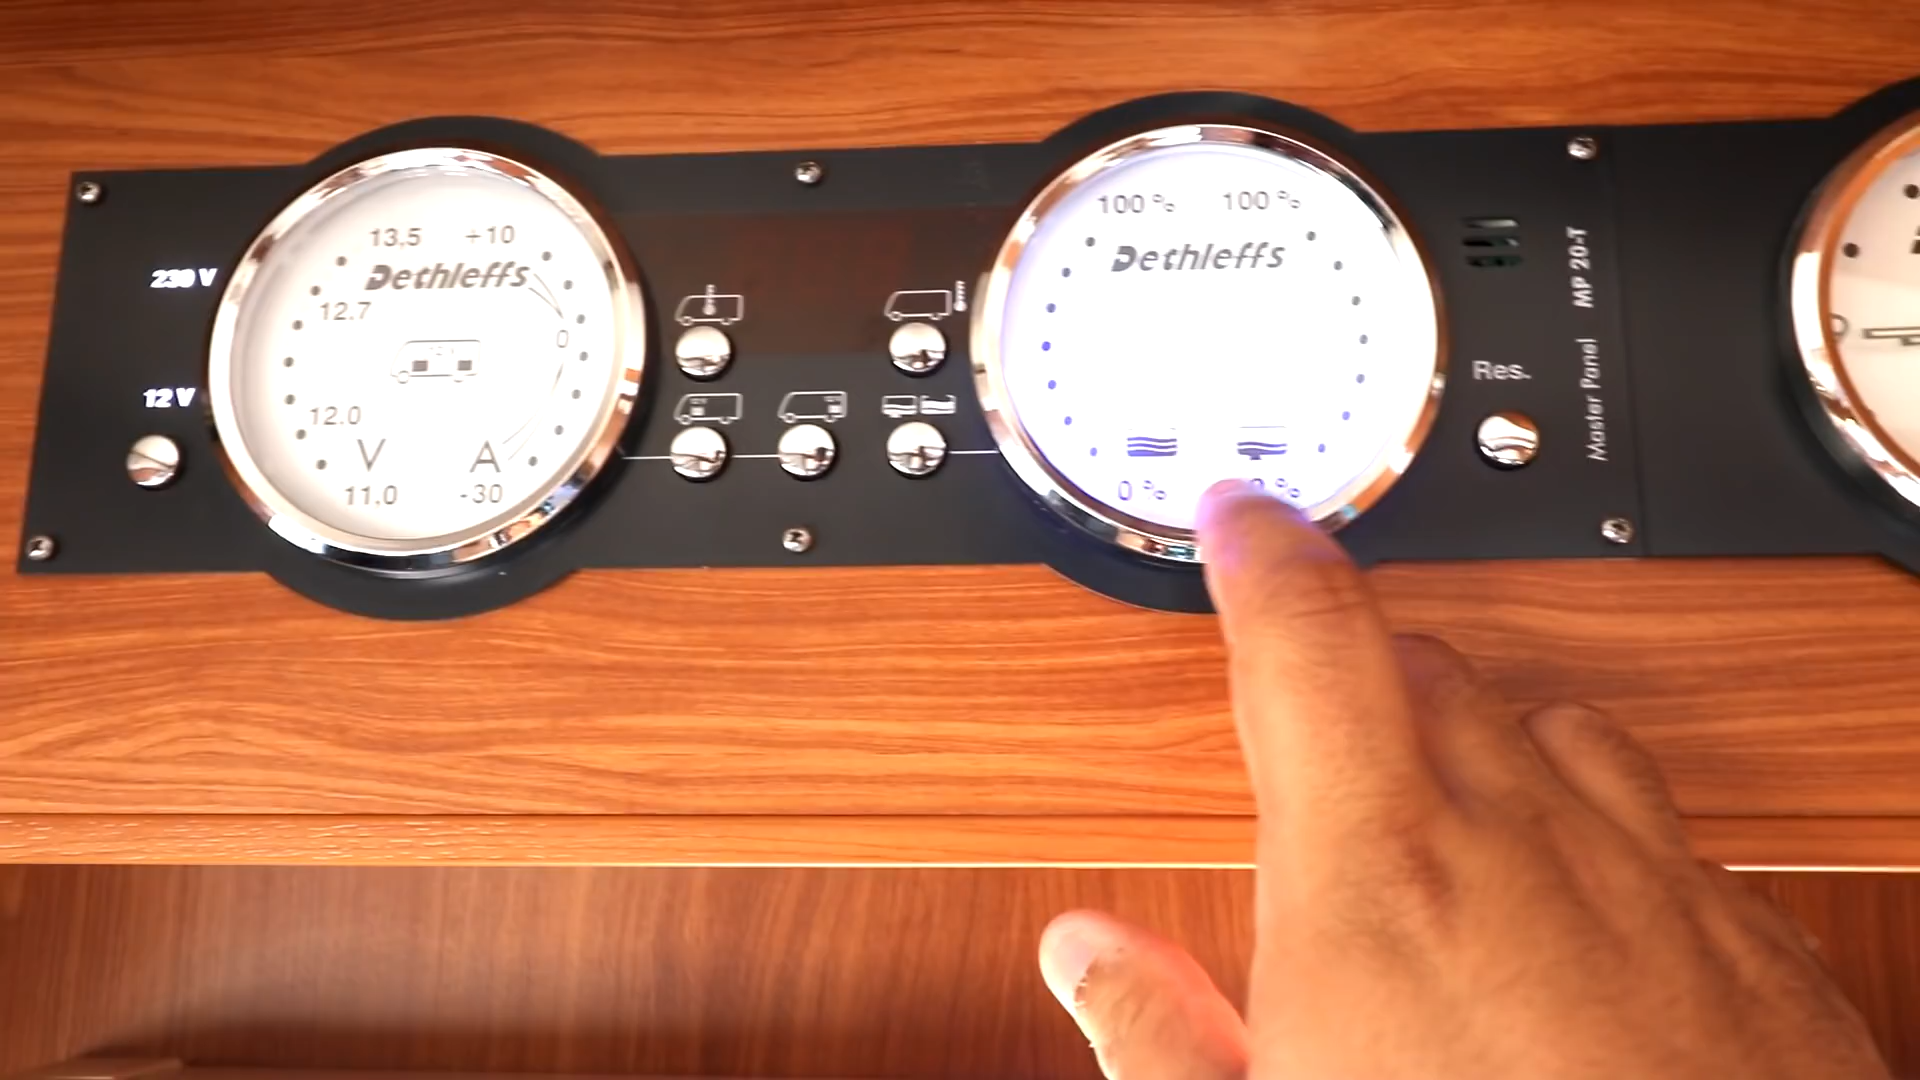 230 V
12 V
13,5 +10
Dethleffs
12.7
0
12.0
V A
11,0 -30
100 % 100 %
Dethleffs
0 %
Res.
Master Panel MP 20-T